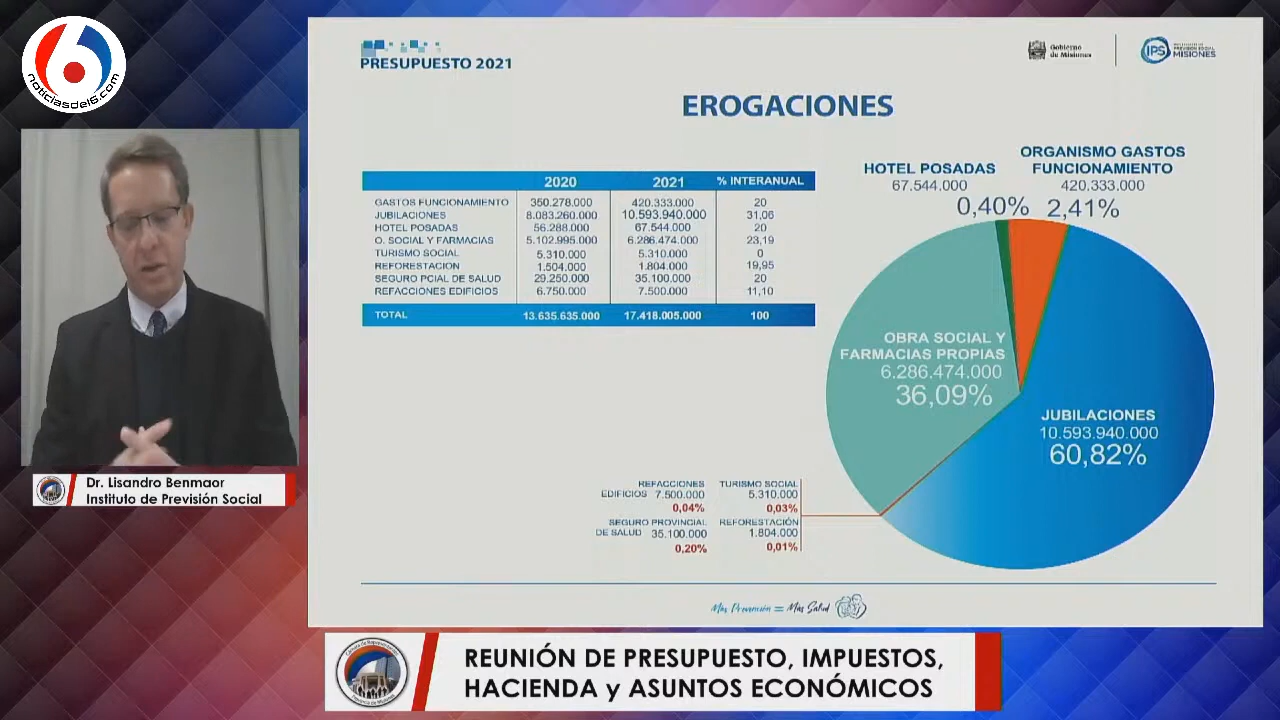 noticiasdel6.com
PRESUPUESTO 2021
Gobierno
de Misiones
IPS
MISIONES
EROGACIONES
2020 2021 % INTERANUAL
GASTOS FUNCIONAMIENTO 350.278.000 420.333.000 20
JUBILACIONES 8.083.260.000 10.593.940.000 31,06
HOTEL POSADAS 56.288.000 67.544.000 20
O. SOCIAL Y FARMACIAS 5.102.995.000 6.286.474.000 23,19
TURISMO SOCIAL 5.310.000 5.310.000 0
REFORESTACION 1.504.000 1.804.000 19,95
SEGURO PCIAL DE SALUD 29.250.000 35.100.000 20
REFACCIONES EDIFICIOS 6.750.000 7.500.000 11,10
TOTAL 13.635.635.000 17.418.005.000 100
HOTEL POSADAS
67.544.000
0,40%
ORGANISMO GASTOS
FUNCIONAMIENTO
420.333.000
2,41%
OBRA SOCIAL Y
FARMACIAS PROPIAS
6.286.474.000
36,09%
JUBILACIONES
10.593.940.000
60,82%
REFACCIONES
EDIFICIOS 7.500.000
0,04%
TURISMO SOCIAL
5.310.000
0,03%
SEGURO PROVINCIAL
DE SALUD 35.100.000
0,20%
REFORESTACIÓN
1.804.000
0,01%
Más Prevención = Más Salud
Dr. Lisandro Benmaor
Instituto de Previsión Social
REUNIÓN DE PRESUPUESTO, IMPUESTOS,
HACIENDA y ASUNTOS ECONÓMICOS